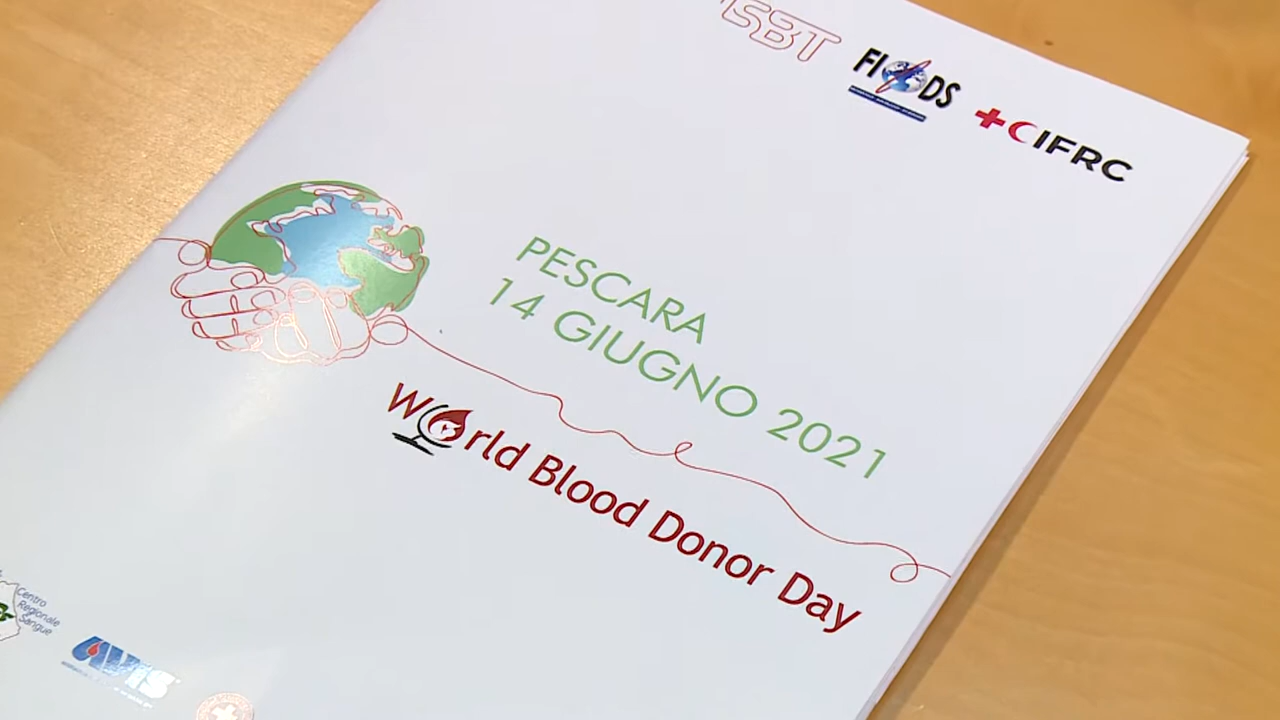 ISBT
FIODS
IFRC
PESCARA
14 GIUGNO 2021
World Blood Donor Day
Centro
Regionale
Sangue
AVIS